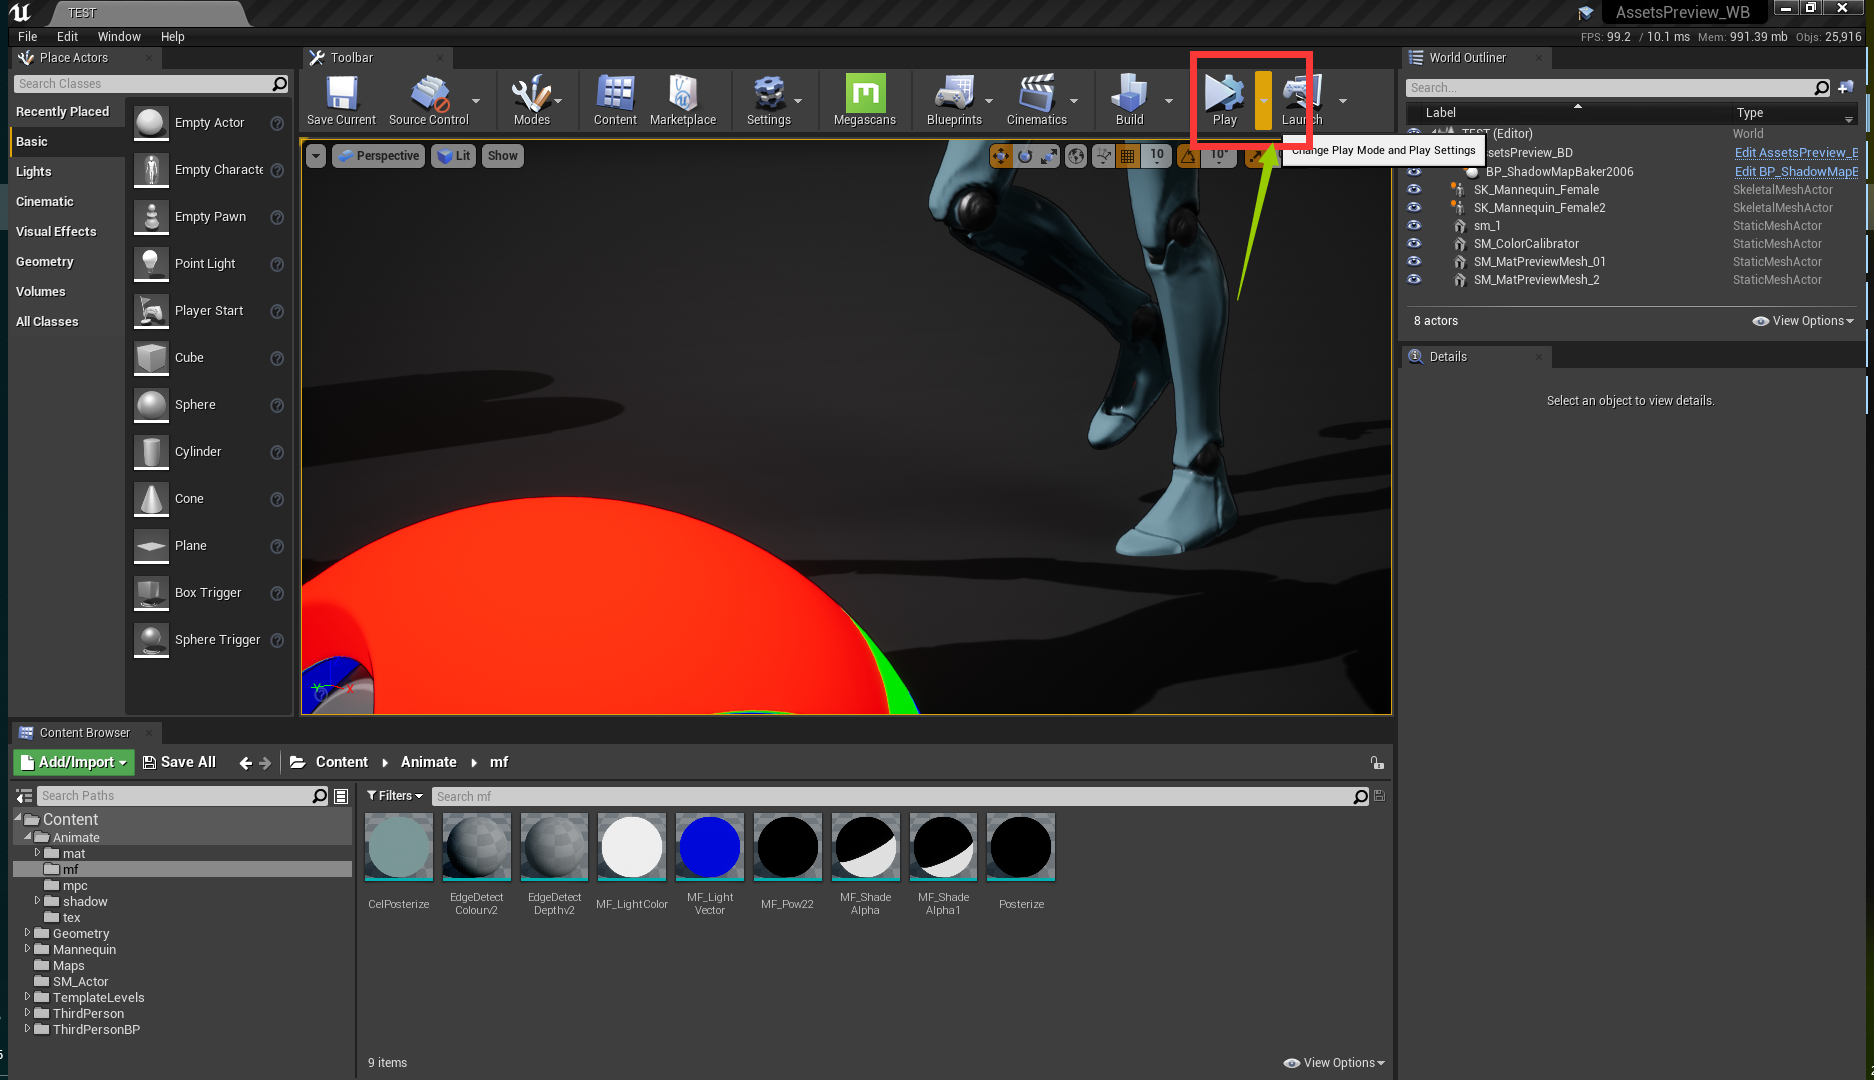 TEST
AssetsPreview_WB
File Edit Window Help
FPS: 99.2 / 10.1 ms Mem: 991.39 mb Objs: 25,916
Place Actors
Search Classes
Recently Placed
Basic
Lights
Cinematic
Visual Effects
Geometry
Volumes
All Classes
Empty Actor
Empty Characte
Empty Pawn
Point Light
Player Start
Cube
Sphere
Cylinder
Cone
Plane
Box Trigger
Sphere Trigger
Toolbar
Save Current
Source Control
Modes
Content
Marketplace
Settings
Megascans
Blueprints
Cinematics
Build
Play
Launch
Perspective
Lit
Show
10
10°
Change Play Mode and Play Settings
World Outliner
Search...
Label Type
TEST (Editor) World
ssetsPreview_BD Edit AssetsPreview_B
BP_ShadowMapBaker2006 Edit BP_ShadowMapB
SK_Mannequin_Female SkeletalMeshActor
SK_Mannequin_Female2 SkeletalMeshActor
sm_1 StaticMeshActor
SM_ColorCalibrator StaticMeshActor
SM_MatPreviewMesh_01 StaticMeshActor
SM_MatPreviewMesh_2 StaticMeshActor
8 actors
View Options
Details
Select an object to view details.
Content Browser
Add/Import
Save All
Content Animate mf
Search Paths
Content
Animate
mat
mf
mpc
shadow
tex
Geometry
Mannequin
Maps
SM_Actor
TemplateLevels
ThirdPerson
ThirdPersonBP
Filters
Search mf
CelPosterize
EdgeDetect
Colourv2
EdgeDetect
Depthv2
MF_LightColor
MF_Light
Vector
MF_Pow22
MF_Shade
Alpha
MF_Shade
Alpha1
Posterize
9 items
View Options